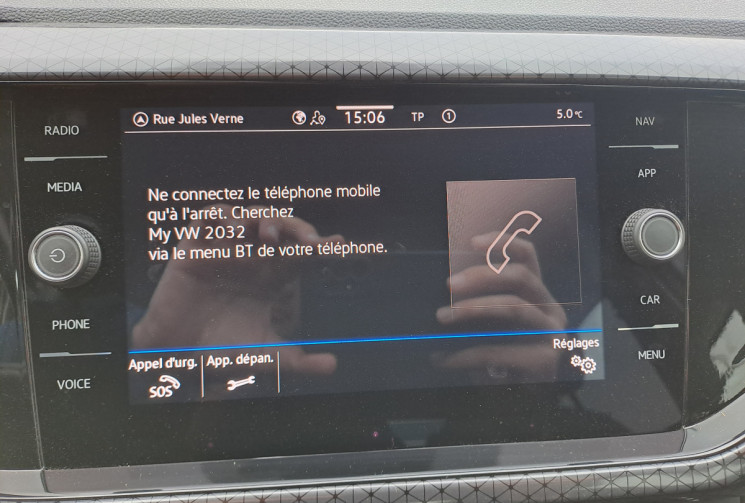 RADIO
MEDIA
PHONE
VOICE
Rue Jules Verne
15:06
TP
1
5.0°C
Ne connectez le téléphone mobile
qu'à l'arrêt. Cherchez
My VW 2032
via le menu BT de votre téléphone.
Appel d'urg.
SOS
App. dépan.
Réglages
NAV
APP
CAR
MENU